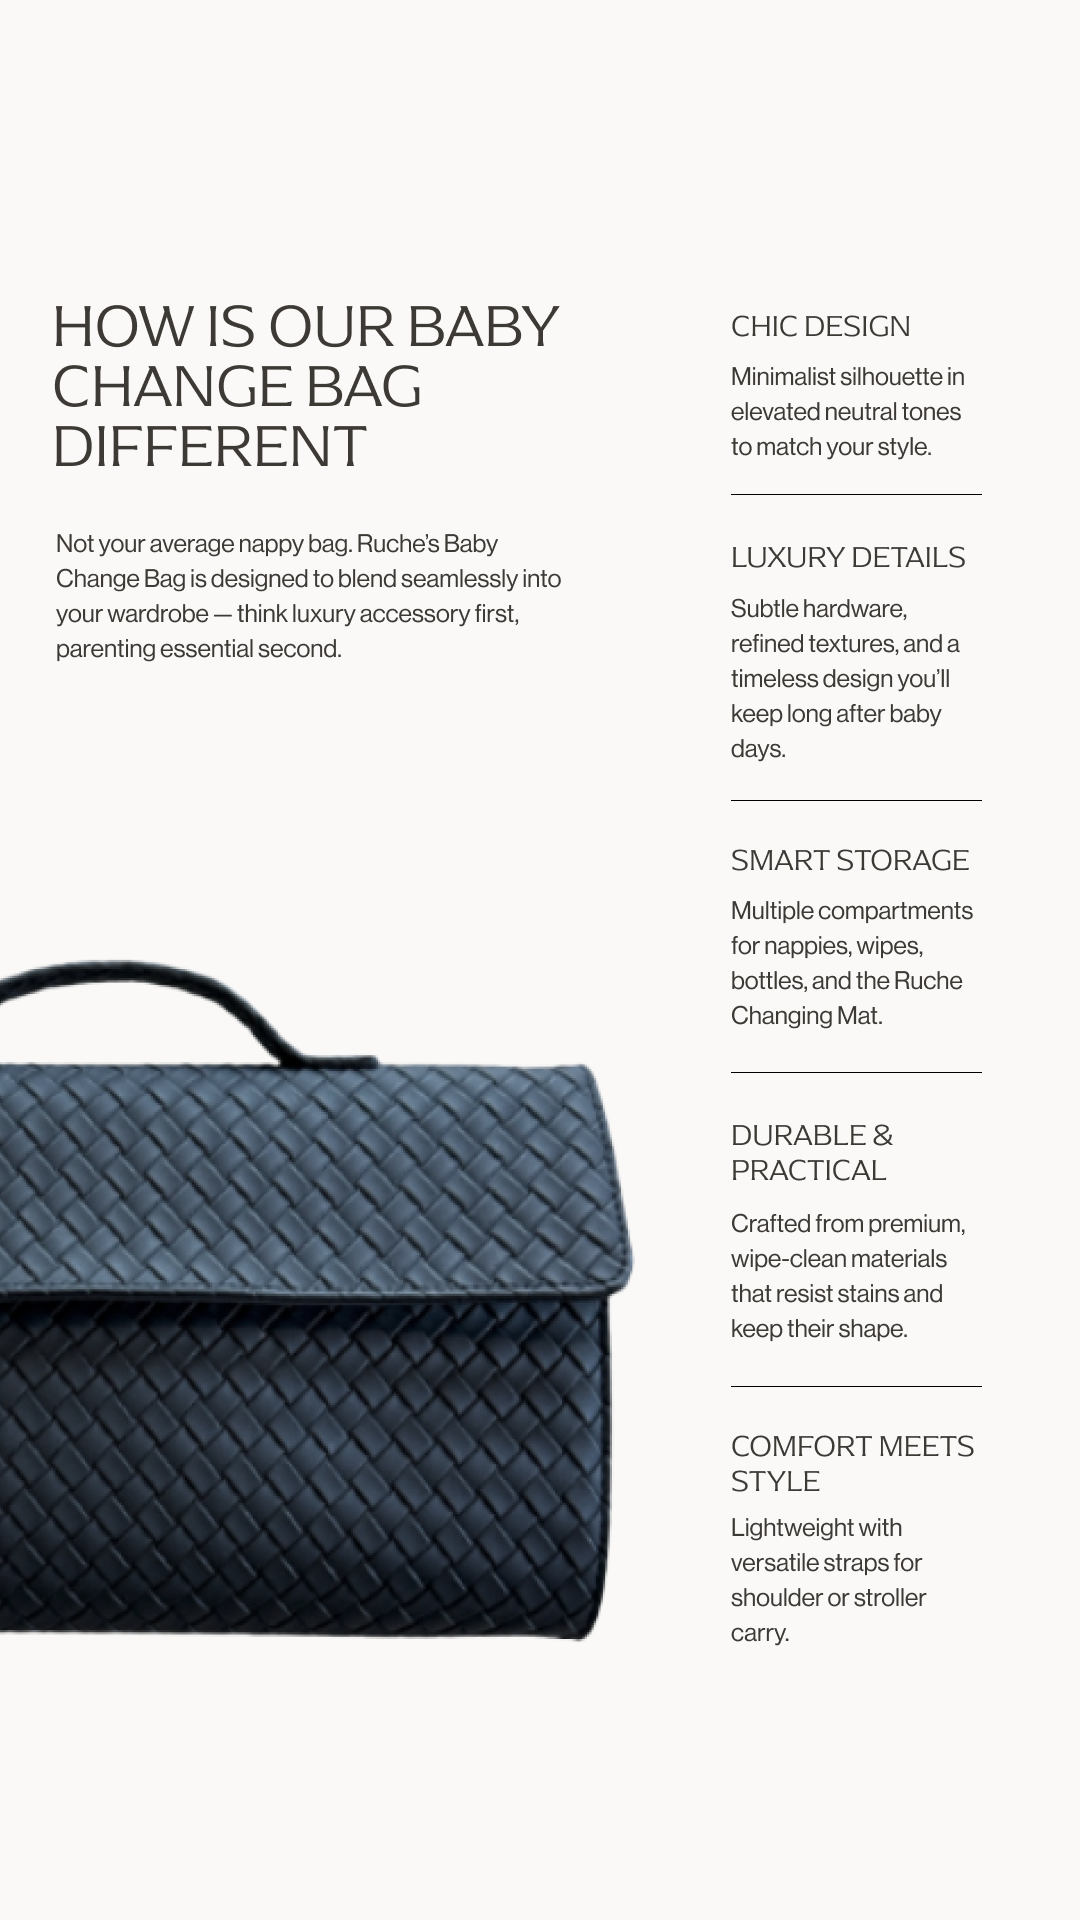 HOW IS OUR BABY
CHANGE BAG
DIFFERENT
Not your average nappy bag. Ruche’s Baby
Change Bag is designed to blend seamlessly into
your wardrobe — think luxury accessory first,
parenting essential second.
CHIC DESIGN
Minimalist silhouette in
elevated neutral tones
to match your style.
LUXURY DETAILS
Subtle hardware,
refined textures, and a
timeless design you’ll
keep long after baby
days.
SMART STORAGE
Multiple compartments
for nappies, wipes,
bottles, and the Ruche
Changing Mat.
DURABLE &
PRACTICAL
Crafted from premium,
wipe-clean materials
that resist stains and
keep their shape.
COMFORT MEETS
STYLE
Lightweight with
versatile straps for
shoulder or stroller
carry.